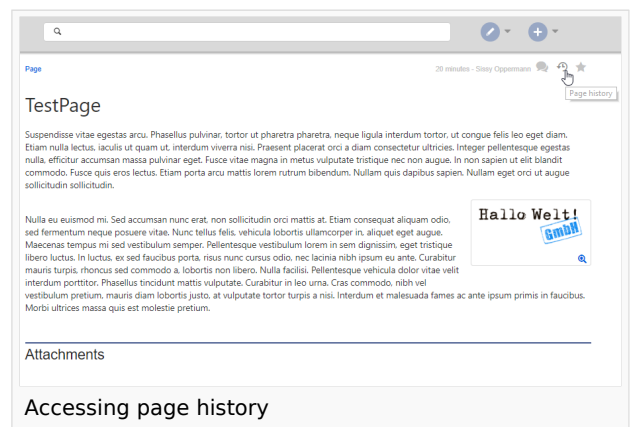 Page
20 minutes - Sissy Oppermann
Page history
TestPage
Suspendisse vitae egestas arcu. Phasellus pulvinar, tortor ut pharetra pharetra, neque ligula interdum tortor, ut congue felis leo eget diam.
Etiam nulla lectus, iaculis ut quam ut, interdum viverra nisi. Praesent placerat orci a diam consectetur ultricies. Integer pellentesque egestas
nulla, efficitur accumsan massa pulvinar eget. Fusce vitae magna in metus vulputate tristique nec non augue. In non sapien ut elit blandit
commodo. Fusce quis eros lectus. Etiam porta arcu mattis lorem rutrum bibendum. Nullam quis dapibus sapien. Nullam eget orci ut augue
sollicitudin sollicitudin.
Nulla eu euismod mi. Sed accumsan nunc erat, non sollicitudin orci mattis at. Etiam consequat aliquam odio,
sed fermentum neque posuere vitae. Nunc tellus felis, vehicula lobortis ullamcorper in, aliquet eget augue.
Maecenas tempus mi sed vestibulum semper. Pellentesque vestibulum lorem in sem dignissim, eget tristique
libero luctus. In luctus, ex sed faucibus porta, risus nunc cursus odio, nec lacinia nibh ipsum eu ante. Curabitur
mauris turpis, rhoncus sed commodo a, lobortis non libero. Nulla facilisi. Pellentesque vehicula dolor vitae velit
interdum porttitor. Phasellus tincidunt mattis vulputate. Curabitur in leo urna. Cras commodo, nibh vel
vestibulum pretium, mauris diam lobortis justo, at vulputate tortor turpis a nisi. Interdum et malesuada fames ac ante ipsum primis in faucibus.
Morbi ultrices massa quis est molestie pretium.
Hallo Welt!
GmbH
Attachments
Accessing page history